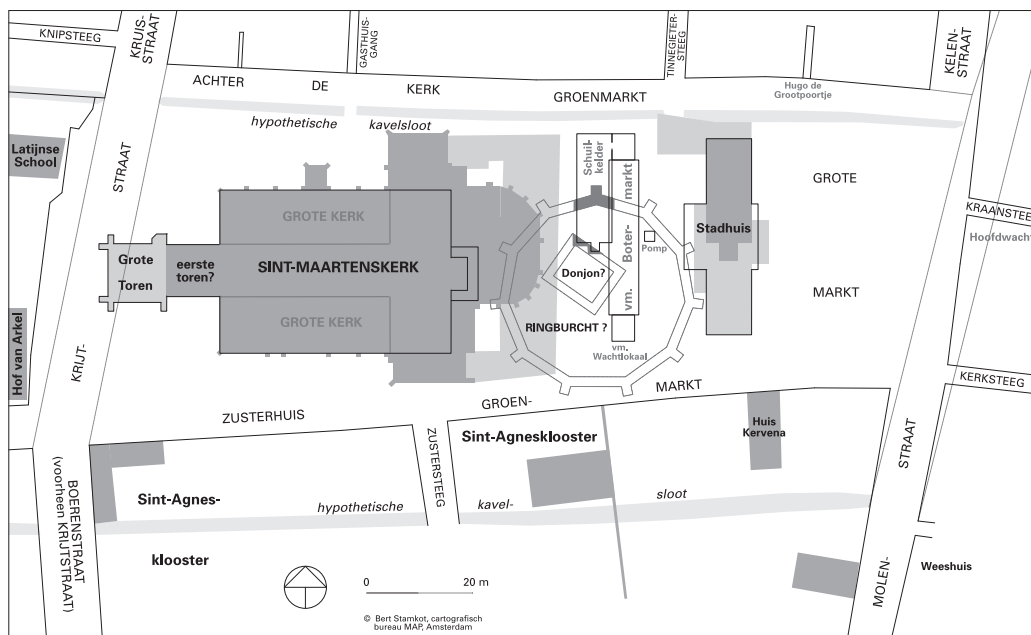 KNIPSTEEG
KRUIS-
STRAAT
GASTHUIS-
GANG
TINNEGIETER-
STEEG
KELEN-
STRAAT
ACHTER DE KERK
GROENMARKT
Hugo de
Grootpoortje
hypothetische kavelsloot
Latijnse
School
STRAAT
Schuil-
kelder
vm. Boter-
markt
GROTE
MARKT
KRAANSTEE
Hoofdwacht
Stadhuis
Pomp
GROTE KERK
SINT-MAARTENSKERK
GROTE KERK
Grote
Toren
eerste
toren?
Donjon?
RINGBURCHT ?
vm.
Wachtlokaal
Hof van Arkel
KRIJT-
KERKSTEEG
ZUSTERHUIS
GROEN-
MARKT
ZUSTERSTEEG
Sint-Agnesklooster
Huis
Kervena
STRAAT
Sint-Agnes-
hypothetische kavel- sloot
klooster
BOERENSTRAAT
(voorheen KRIJTSTRAAT)
MOLEN-
Weeshuis
0 20 m
© Bert Stamkot, cartografisch
bureau MAP, Amsterdam